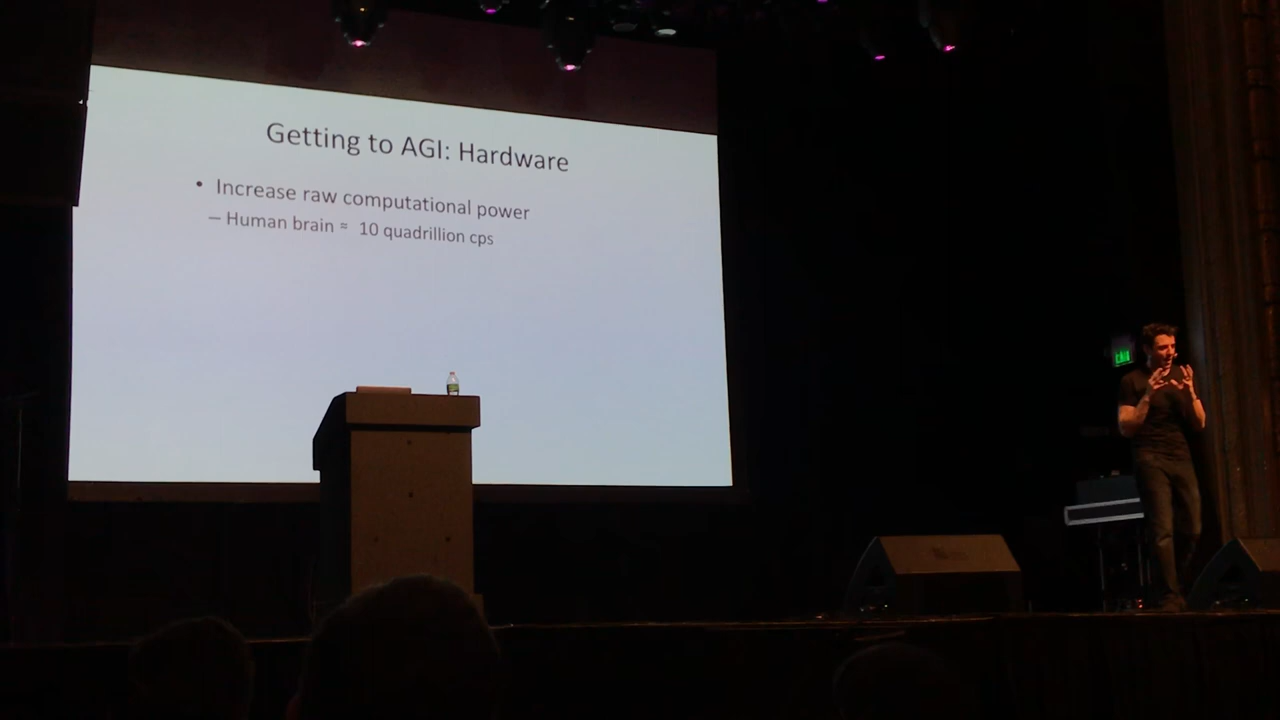 Getting to AGI: Hardware
• Increase raw computational power
– Human brain ≈ 10 quadrillion cps